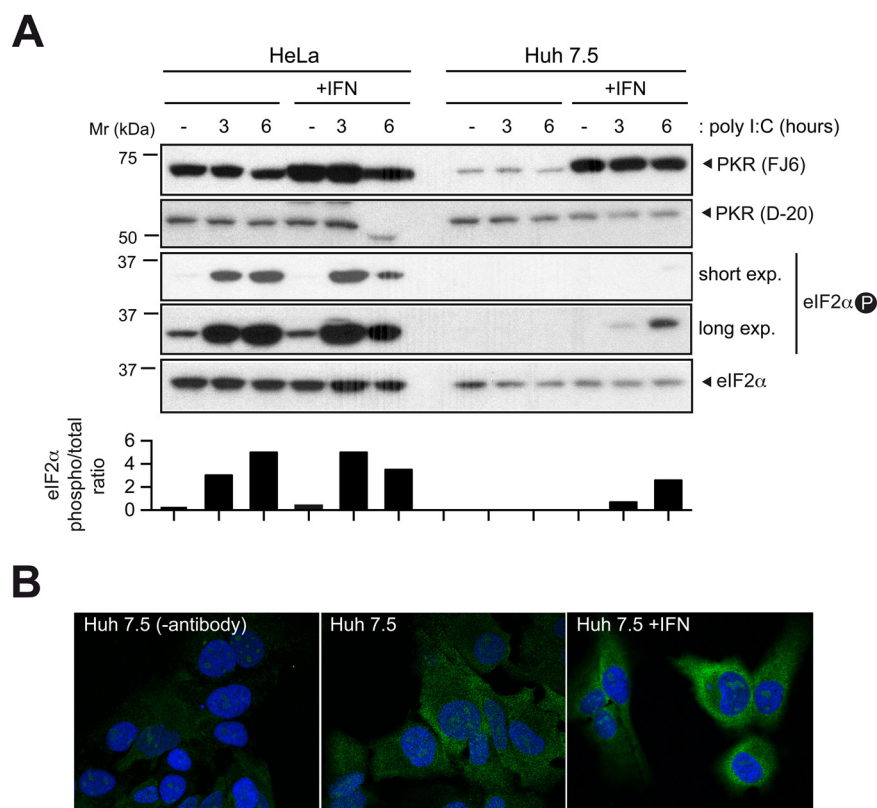 A
HeLa Huh 7.5
+IFN +IFN
Mr (kDa) - 3 6 - 3 6 - 3 6 - 3 6 : poly I:C (hours)
75 ◄ PKR (FJ6)
◄ PKR (D-20)
50
37 short exp.
eIF2α P
37 long exp.
37 ◄ eIF2α
eIF2α
phospho/total
ratio
6
4
2
0
B
Huh 7.5 (-antibody) Huh 7.5 Huh 7.5 +IFN